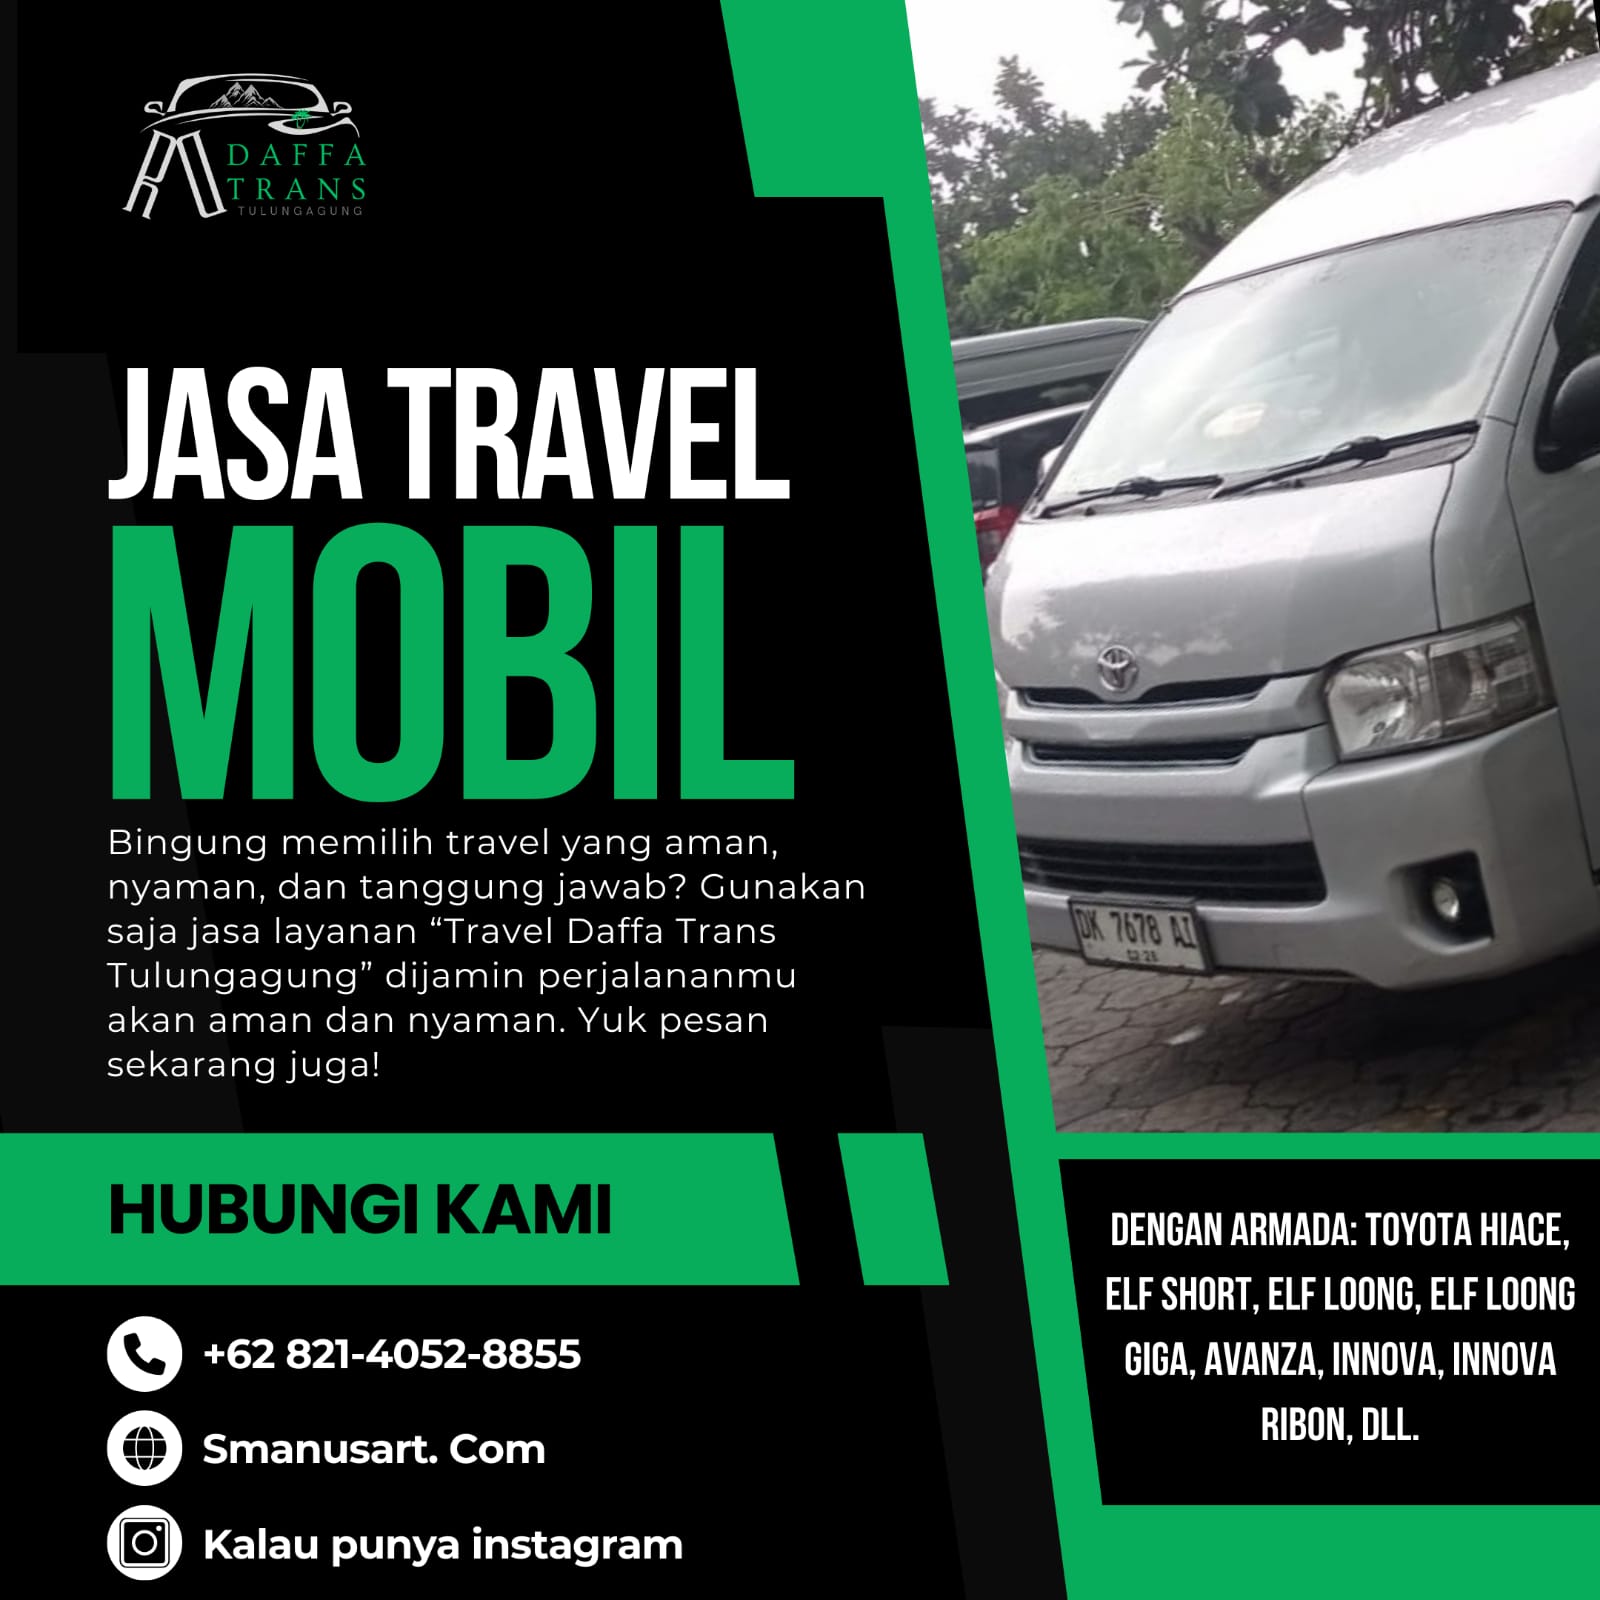 DAFFA
TRANS
TULUNGAGUNG
JASA TRAVEL
MOBIL
Bingung memilih travel yang aman,
nyaman, dan tanggung jawab? Gunakan
saja jasa layanan “Travel Daffa Trans
Tulungagung” dijamin perjalananmu
akan aman dan nyaman. Yuk pesan
sekarang juga!
HUBUNGI KAMI
+62 821-4052-8855
Smanusart. Com
Kalau punya instagram
DK 7678 AI
DENGAN ARMADA: TOYOTA HIACE,
ELF SHORT, ELF LOONG, ELF LOONG
GIGA, AVANZA, INNOVA, INNOVA
RIBON, DLL.